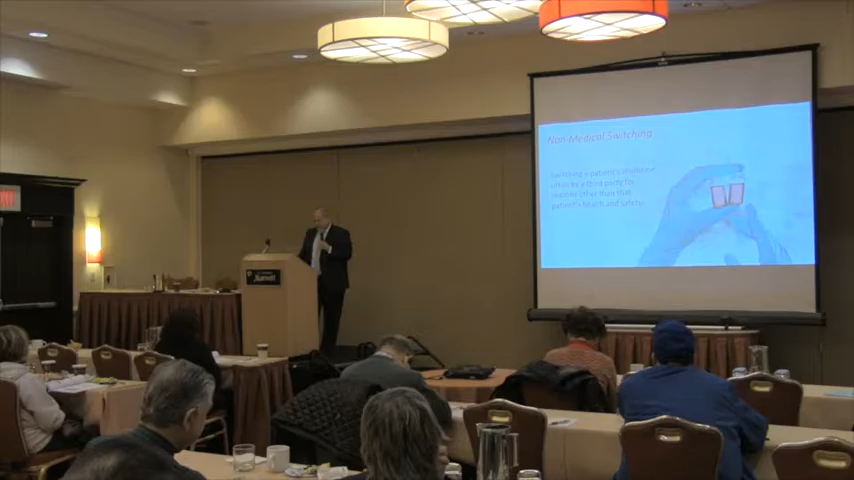 Non-Medical Switching
Switching a patient's medicine
often by a third party for
reasons other than that
patient's health and safety.
Marriott